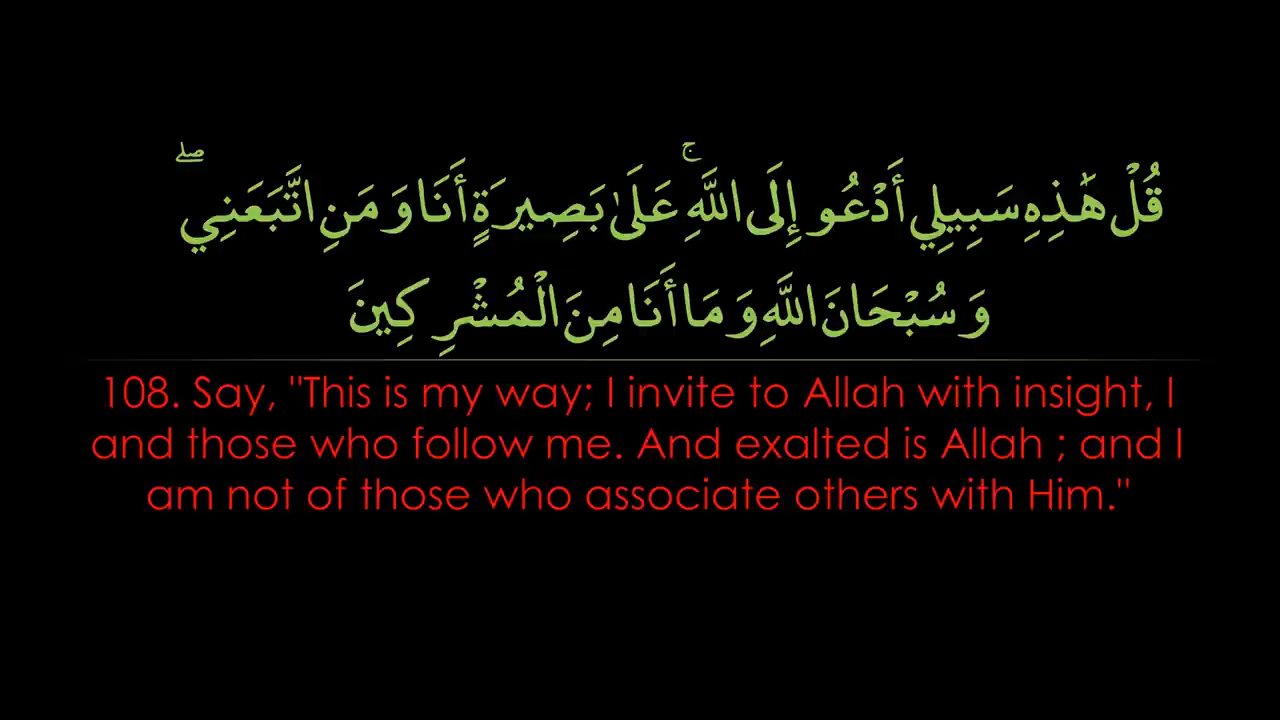 قُلْ هَٰذِهِ سَبِيلِي أَدْعُو إِلَى اللَّهِ ۚ عَلَىٰ بَصِيرَةٍ أَنَا وَمَنِ اتَّبَعَنِي ۖ
وَسُبْحَانَ اللَّهِ وَمَا أَنَا مِنَ الْمُشْرِكِينَ
108. Say, "This is my way; I invite to Allah with insight, I
and those who follow me. And exalted is Allah ; and I
am not of those who associate others with Him."